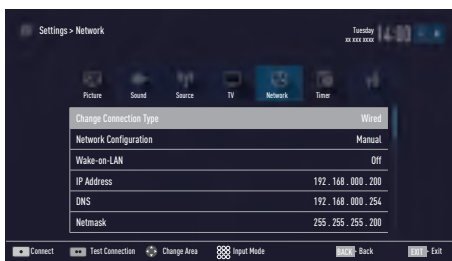 Settings > Network
Tuesday
xx xxx xxxx
14:00
Picture Sound Source TV Network Timer
Change Connection Type Wired
Network Configuration Manual
Wake-on-LAN Off
IP Address 192 . 168 . 000 . 200
DNS 192 . 168 . 000 . 254
Netmask 255 . 255 . 255 . 200
Connect Test Connection Change Area Input Mode BACK Back EXIT Exit